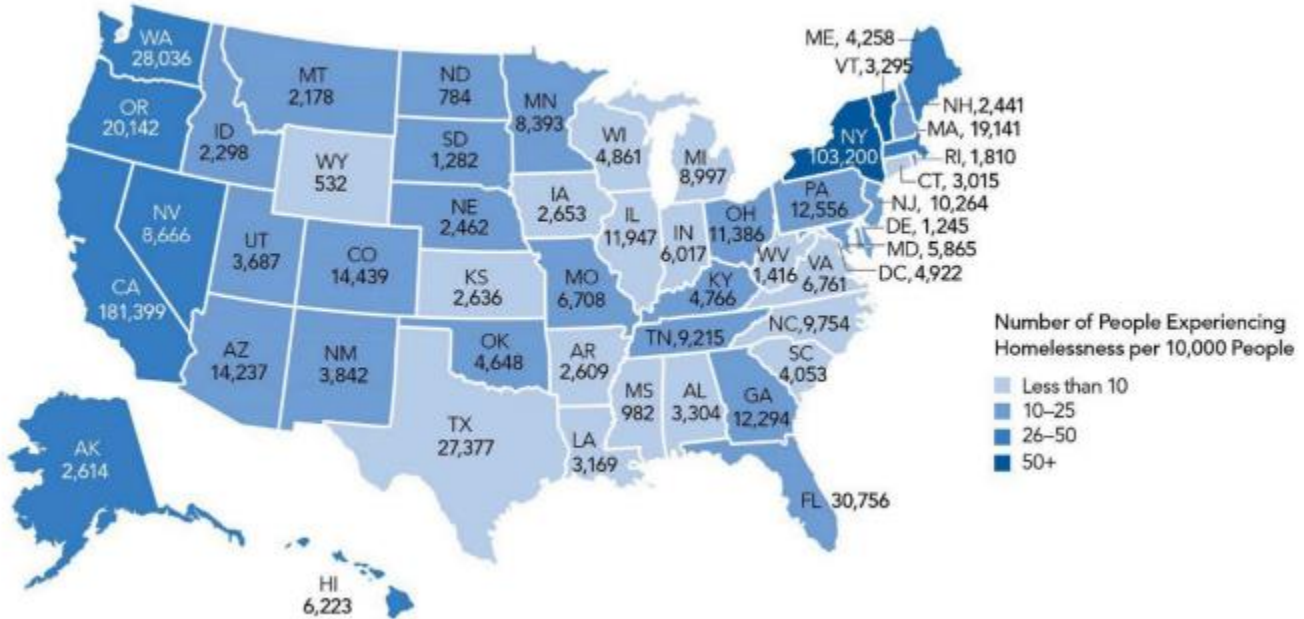 WA
28,036
OR
20,142
CA
181,399
NV
8,666
ID
2,298
MT
2,178
WY
532
UT
3,687
AZ
14,237
CO
14,439
NM
3,842
ND
784
SD
1,282
NE
2,462
KS
2,636
OK
4,648
TX
27,377
MN
8,393
IA
2,653
MO
6,708
AR
2,609
LA
3,169
WI
4,861
IL
11,947
MI
8,997
IN
6,017
OH
11,386
KY
4,766
TN, 9,215
MS
982
AL
3,304
GA
12,294
FL 30,756
SC
4,053
NC, 9,754
VA
6,761
WV
1,416
PA
12,556
NY
103,200
ME, 4,258
VT, 3,295
NH, 2,441
MA, 19,141
RI, 1,810
CT, 3,015
NJ, 10,264
DE, 1,245
MD, 5,865
DC, 4,922
AK
2,614
HI
6,223
Number of People Experiencing
Homelessness per 10,000 People
Less than 10
10–25
26–50
50+